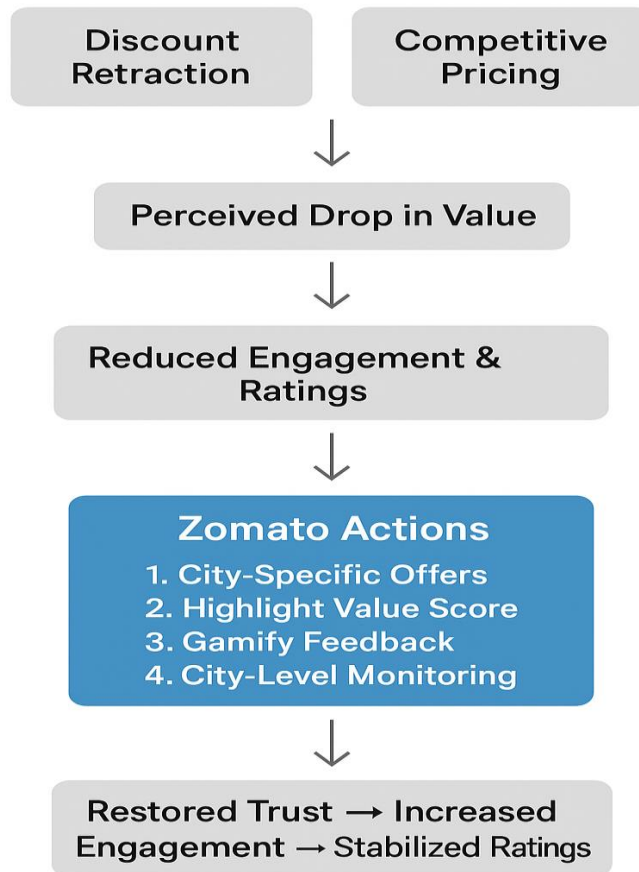 Discount
Retraction
Competitive
Pricing
Perceived Drop in Value
Reduced Engagement &
Ratings
Zomato Actions
1. City-Specific Offers
2. Highlight Value Score
3. Gamify Feedback
4. City-Level Monitoring
Restored Trust → Increased
Engagement → Stabilized Ratings